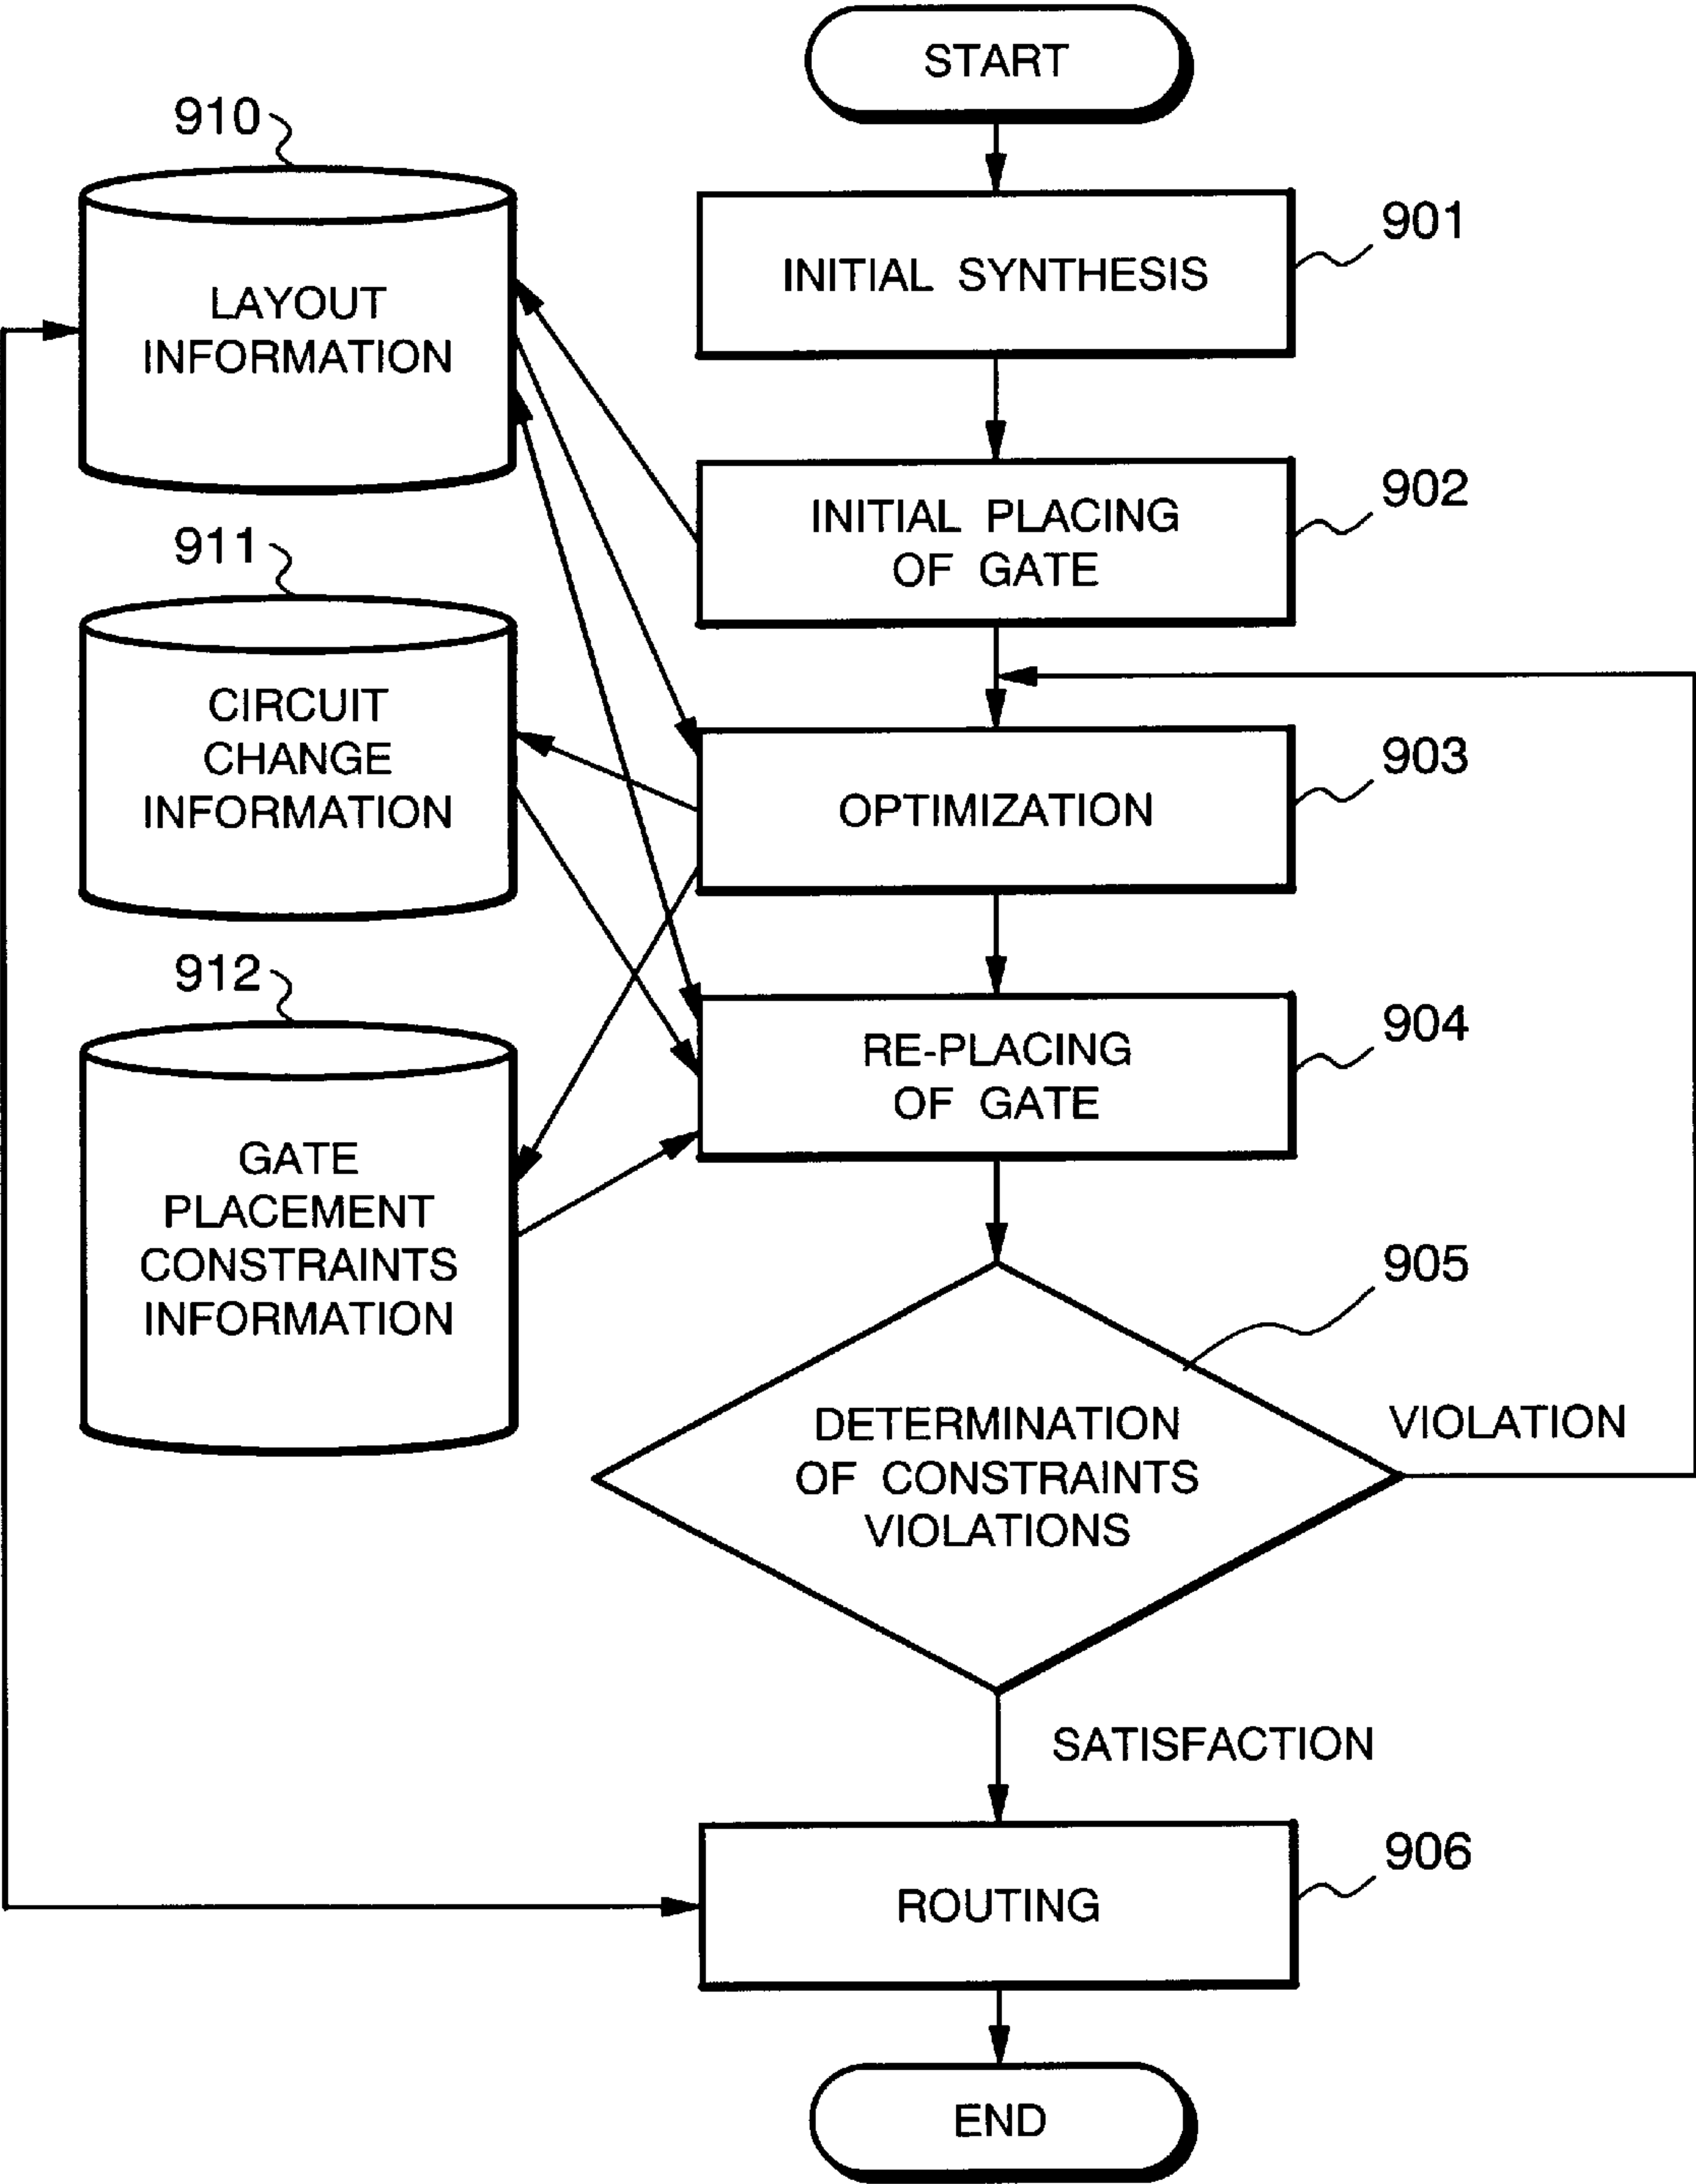 START
910
901
INITIAL SYNTHESIS
LAYOUT
INFORMATION
902
INITIAL PLACING
OF GATE
911
903
CIRCUIT
CHANGE
INFORMATION
OPTIMIZATION
912
904
RE-PLACING
OF GATE
GATE
PLACEMENT
CONSTRAINTS
INFORMATION
905
DETERMINATION
OF CONSTRAINTS
VIOLATIONS
VIOLATION
SATISFACTION
906
ROUTING
END